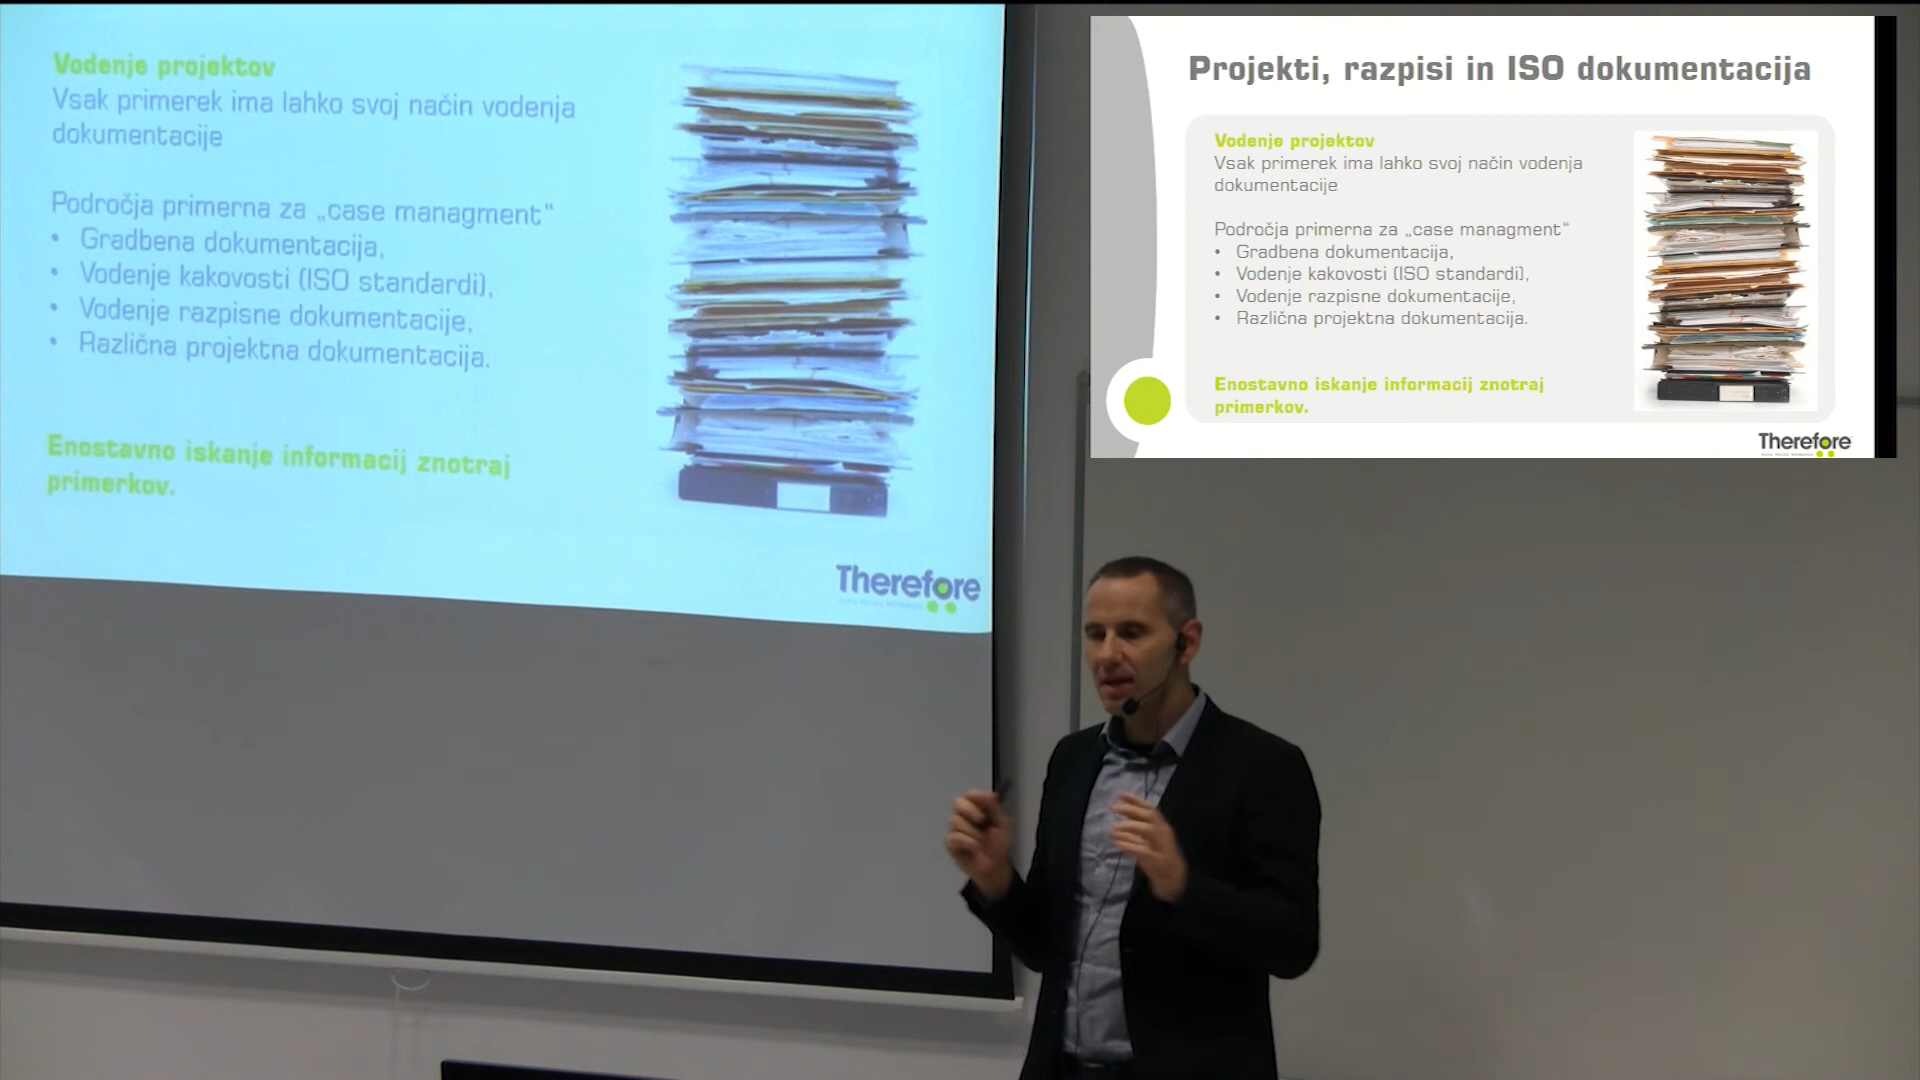 Vodenje projektov
Vsak primerek ima lahko svoj način vodenja
dokumentacije
Področja primerna za „case managment“
• Gradbena dokumentacija,
• Vodenje kakovosti (ISO standardi),
• Vodenje razpisne dokumentacije,
• Različna projektna dokumentacija.
Enostavno iskanje informacij znotraj
primerkov.
Therefore
Projekti, razpisi in ISO dokumentacija
Vodenje projektov
Vsak primerek ima lahko svoj način vodenja
dokumentacije
Področja primerna za „case managment“
• Gradbena dokumentacija,
• Vodenje kakovosti (ISO standardi),
• Vodenje razpisne dokumentacije,
• Različna projektna dokumentacija.
Enostavno iskanje informacij znotraj
primerkov.
Therefore